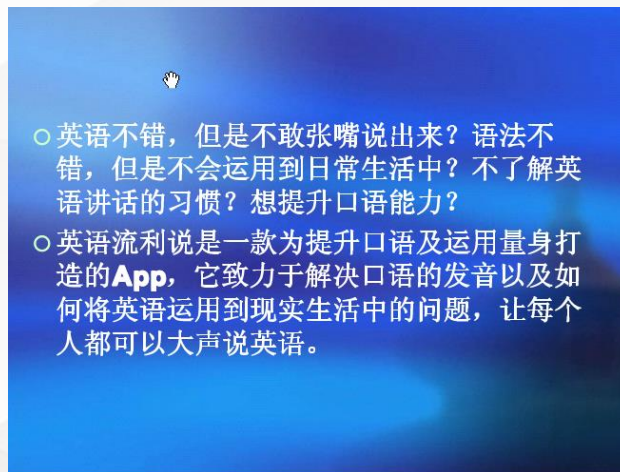 英语不错，但是不敢张嘴说出来？语法不
错，但是不会运用到日常生活中？不了解英
语讲话的习惯？想提升口语能力？
英语流利说是一款为提升口语及运用量身打
造的App，它致力于解决口语的发音以及如
何将英语运用到现实生活中的问题，让每个
人都可以大声说英语。